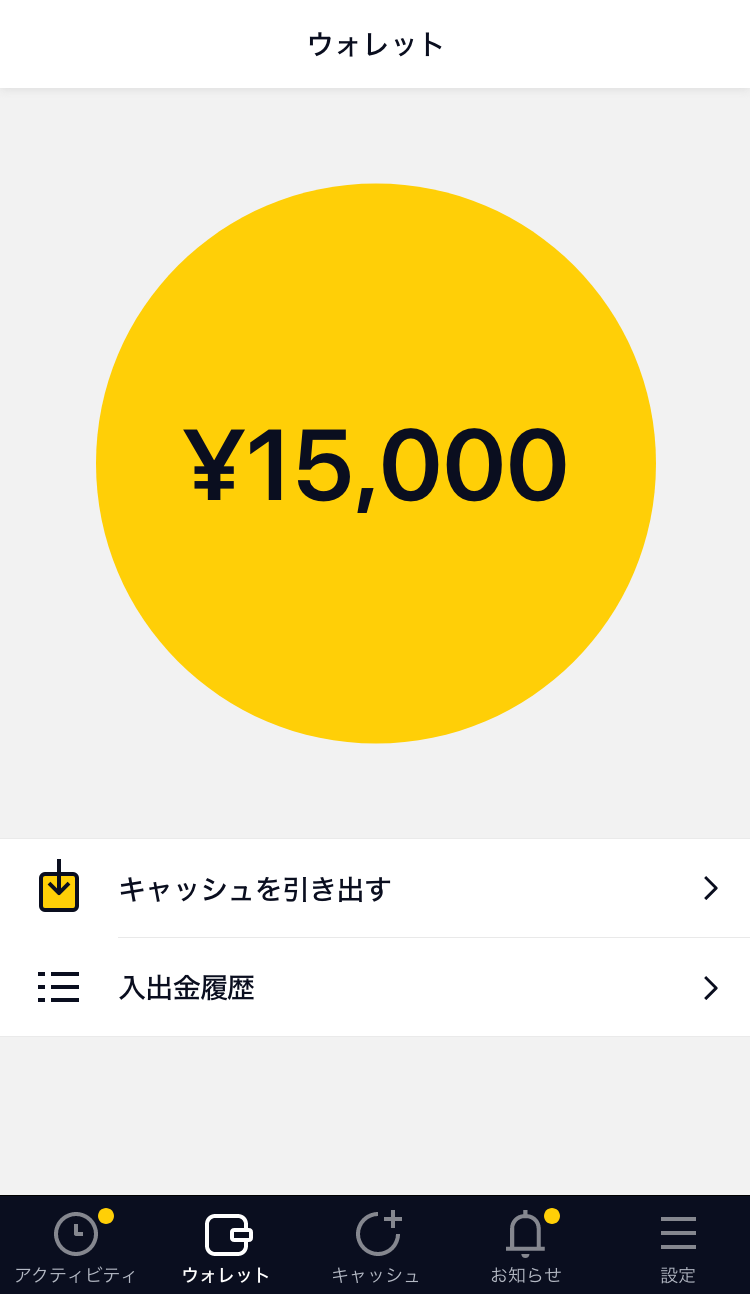 ウォレット
¥15,000
キャッシュを引き出す
入出金履歴
アクティビティ
ウォレット
キャッシュ
お知らせ
設定